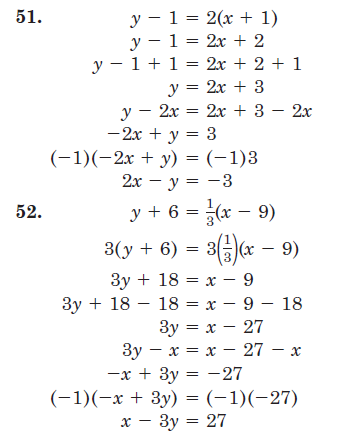 51. y − 1 = 2(x + 1)
y − 1 = 2x + 2
y − 1 + 1 = 2x + 2 + 1
y = 2x + 3
y − 2x = 2x + 3 − 2x
−2x + y = 3
(−1)(−2x + y) = (−1)3
2x − y = −3
52. y + 6 = 1/3(x − 9)
3(y + 6) = 3(1/3)(x − 9)
3y + 18 = x − 9
3y + 18 − 18 = x − 9 − 18
3y = x − 27
3y − x = x − 27 − x
−x + 3y = −27
(−1)(−x + 3y) = (−1)(−27)
x − 3y = 27